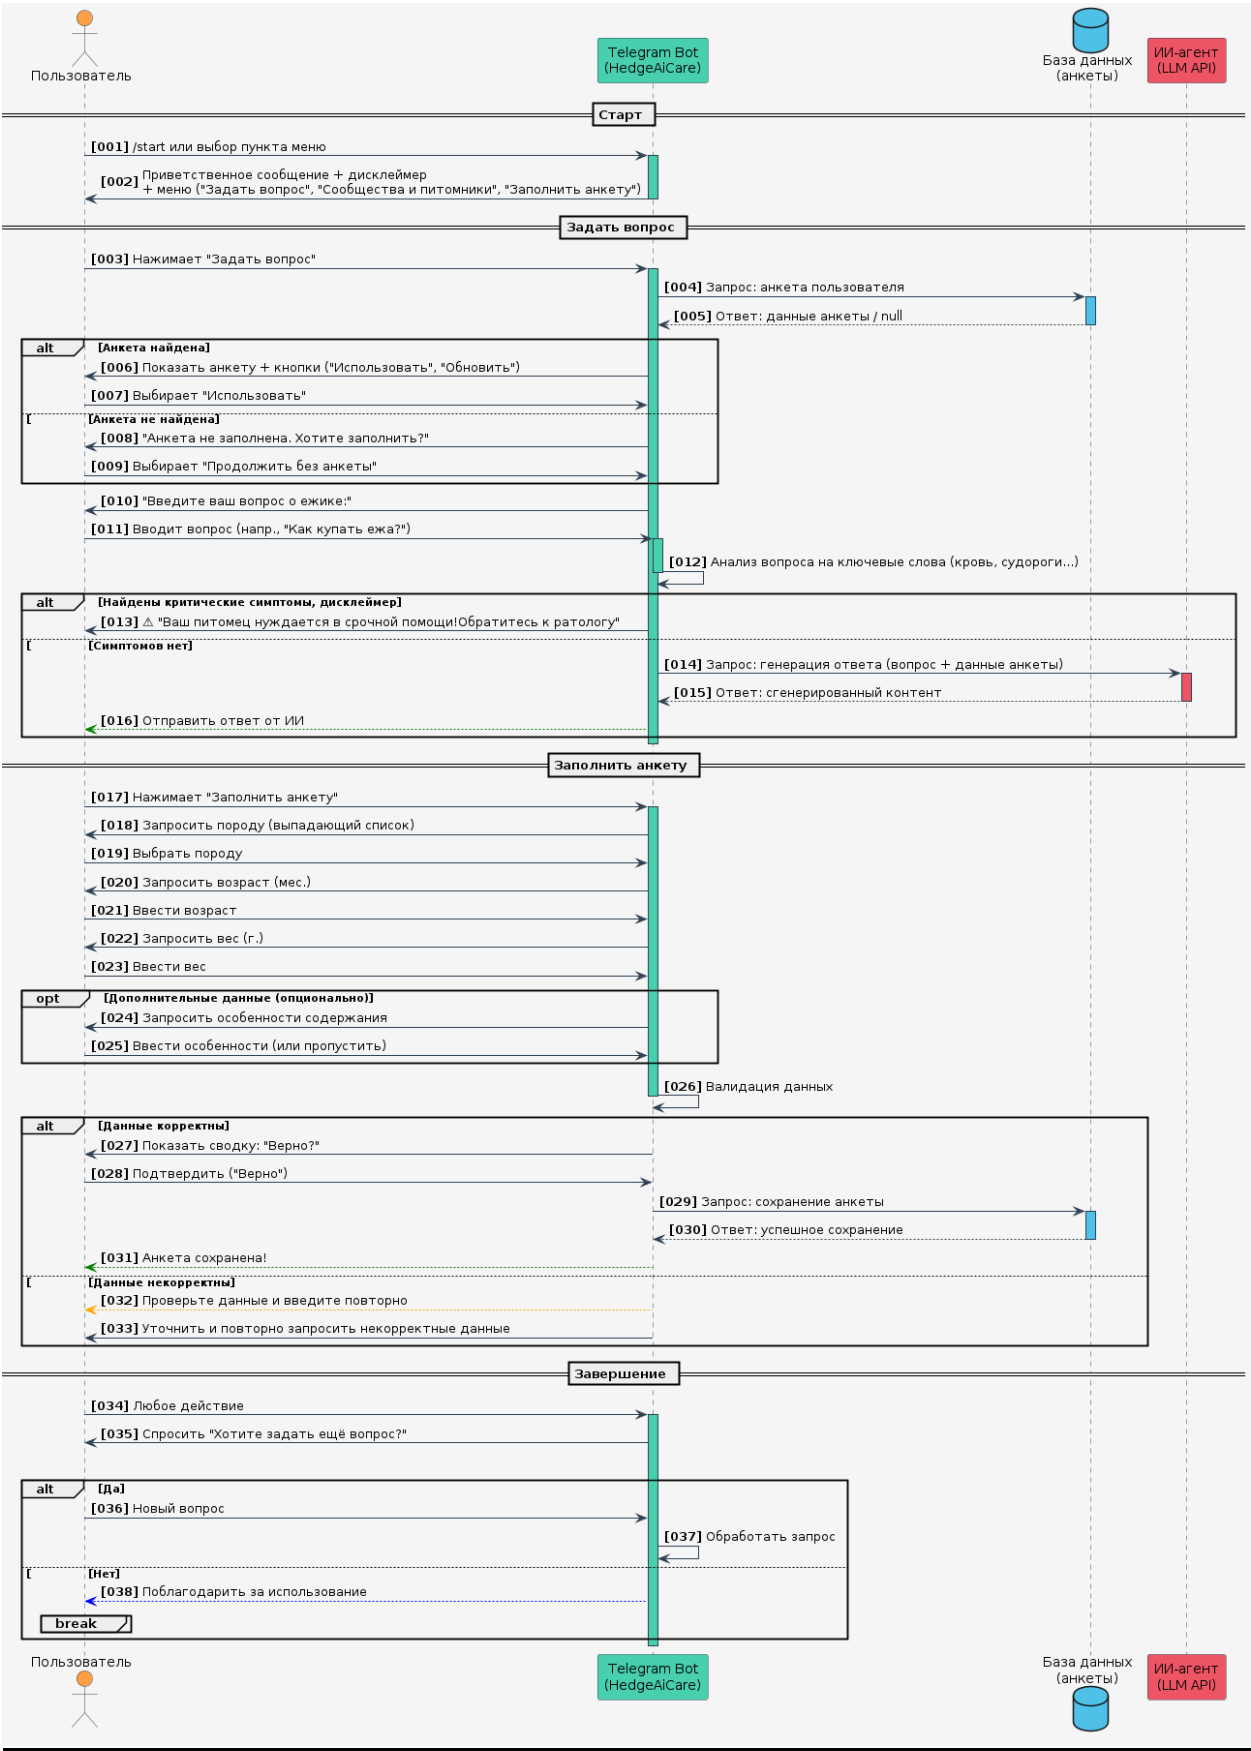 Пользователь
Telegram Bot
(HedgeAiCare)
База данных
(анкеты)
ИИ-агент
(LLM API)
Старт
[001] /start или выбор пункта меню
[002] Приветственное сообщение + дисклеймер
+ меню ("Задать вопрос", "Сообщества и питомники", "Заполнить анкету")
Задать вопрос
[003] Нажимает "Задать вопрос"
[004] Запрос: анкета пользователя
[005] Ответ: данные анкеты / null
alt [Анкета найдена]
[006] Показать анкету + кнопки ("Использовать", "Обновить")
[007] Выбирает "Использовать"
[ [Анкета не найдена]
[008] "Анкета не заполнена. Хотите заполнить?"
[009] Выбирает "Продолжить без анкеты"
[010] "Введите ваш вопрос о ежике:"
[011] Вводит вопрос (напр., "Как купать ежа?")
[012] Анализ вопроса на ключевые слова (кровь, судороги...)
alt [Найдены критические симптомы, дисклеймер]
[013] ⚠ "Ваш питомец нуждается в срочной помощи!Обратитесь к ратологу"
[ [Симптомов нет]
[014] Запрос: генерация ответа (вопрос + данные анкеты)
[015] Ответ: сгенерированный контент
[016] Отправить ответ от ИИ
Заполнить анкету
[017] Нажимает "Заполнить анкету"
[018] Запросить породу (выпадающий список)
[019] Выбрать породу
[020] Запросить возраст (мес.)
[021] Ввести возраст
[022] Запросить вес (г.)
[023] Ввести вес
opt [Дополнительные данные (опционально)]
[024] Запросить особенности содержания
[025] Ввести особенности (или пропустить)
[026] Валидация данных
alt [Данные корректны]
[027] Показать сводку: "Верно?"
[028] Подтвердить ("Верно")
[029] Запрос: сохранение анкеты
[030] Ответ: успешное сохранение
[031] Анкета сохранена!
[ [Данные некорректны]
[032] Проверьте данные и введите повторно
[033] Уточнить и повторно запросить некорректные данные
Завершение
[034] Любое действие
[035] Спросить "Хотите задать ещё вопрос?"
alt [Да]
[036] Новый вопрос
[037] Обработать запрос
[ [Нет]
[038] Поблагодарить за использование
break
Пользователь
Telegram Bot
(HedgeAiCare)
База данных
(анкеты)
ИИ-агент
(LLM API)